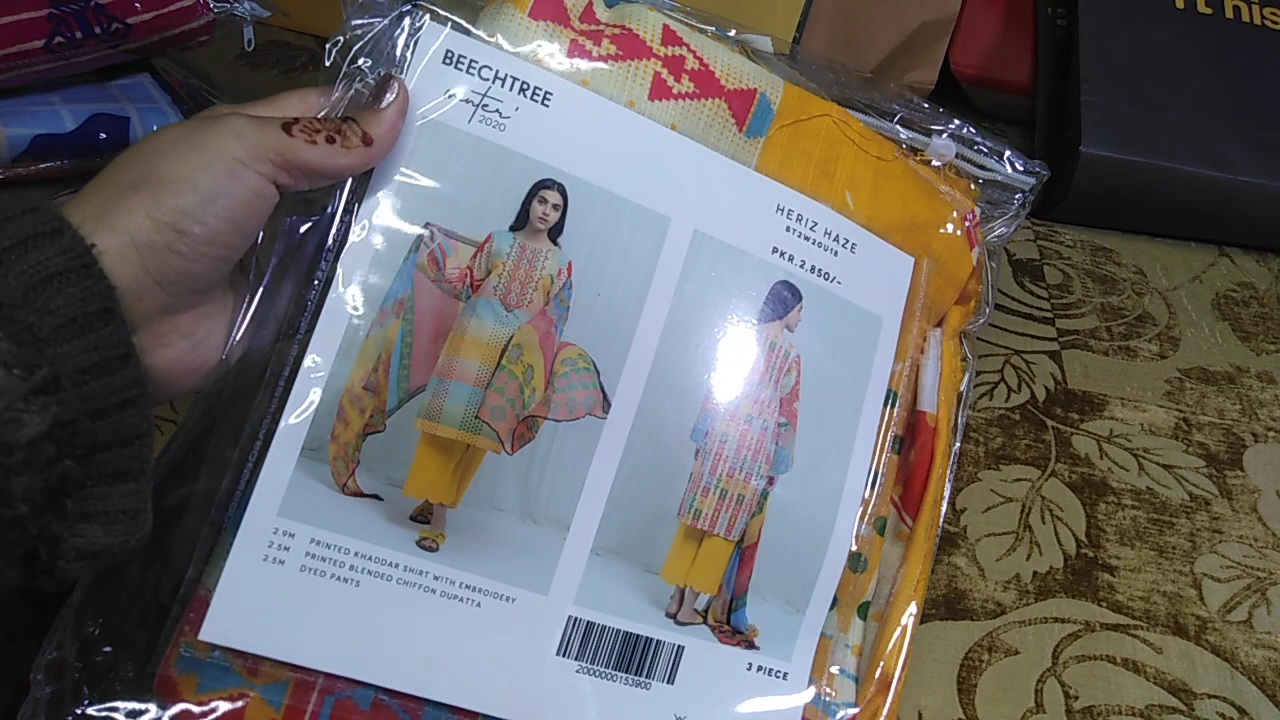 BEECHTREE
winter'
2020
HERIZ HAZE
BT2W20U18
PKR.2,850/-
2.9M PRINTED KHADDAR SHIRT WITH EMBROIDERY
2.5M PRINTED BLENDED CHIFFON DUPATTA
2.5M DYED PANTS
2000000153900
3 PIECE